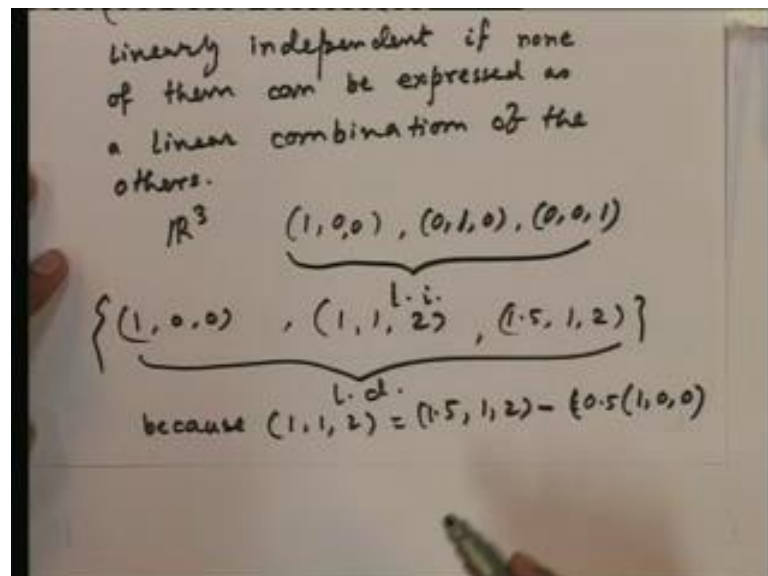 linearly independent if none
of them can be expressed as
a linear combination of the
others.
IR³ (1,0,0), (0,1,0), (0,0,1)
l.i.
{(1,0,0), (1,1,2), (1.5,1,2)}
l.d.
because (1,1,2) = (1.5,1,2) - 0.5(1,0,0)